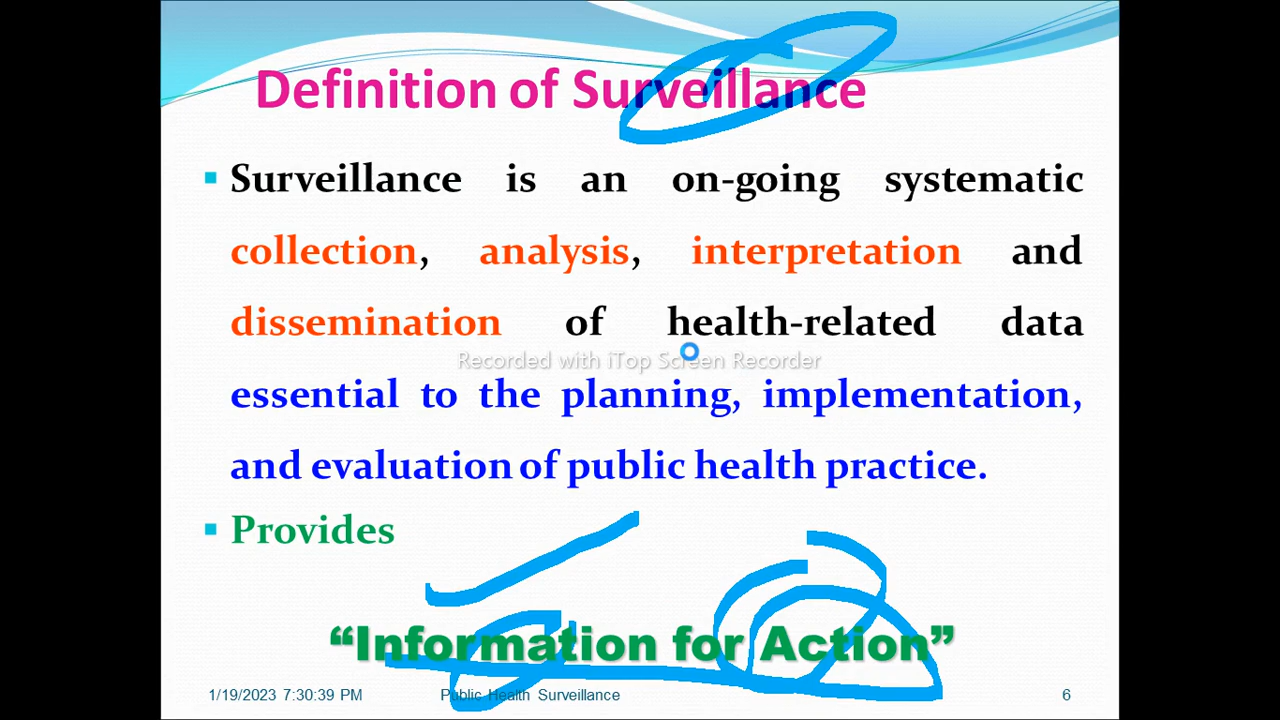 Definition of Surveillance
▪ Surveillance is an on-going systematic
collection, analysis, interpretation and
dissemination of health-related data
Recorded with iTop Screen Recorder
essential to the planning, implementation,
and evaluation of public health practice.
▪ Provides
“Information for Action”
1/19/2023 7:30:39 PM Public Health Surveillance 6